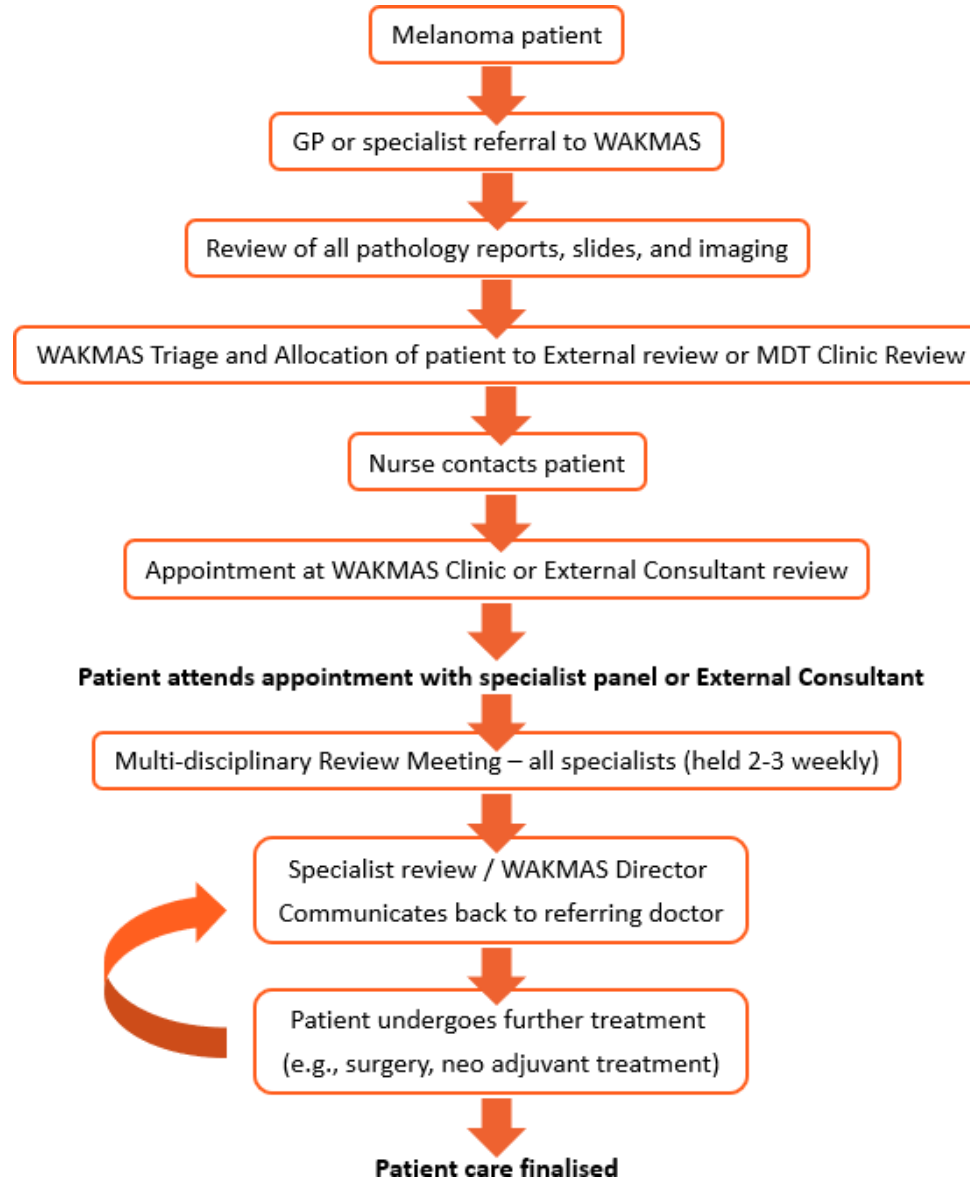 Melanoma patient
GP or specialist referral to WAKMAS
Review of all pathology reports, slides, and imaging
WAKMAS Triage and Allocation of patient to External review or MDT Clinic Review
Nurse contacts patient
Appointment at WAKMAS Clinic or External Consultant review
Patient attends appointment with specialist panel or External Consultant
Multi-disciplinary Review Meeting – all specialists (held 2-3 weekly)
Specialist review / WAKMAS Director
Communicates back to referring doctor
Patient undergoes further treatment
(e.g., surgery, neo adjuvant treatment)
Patient care finalised